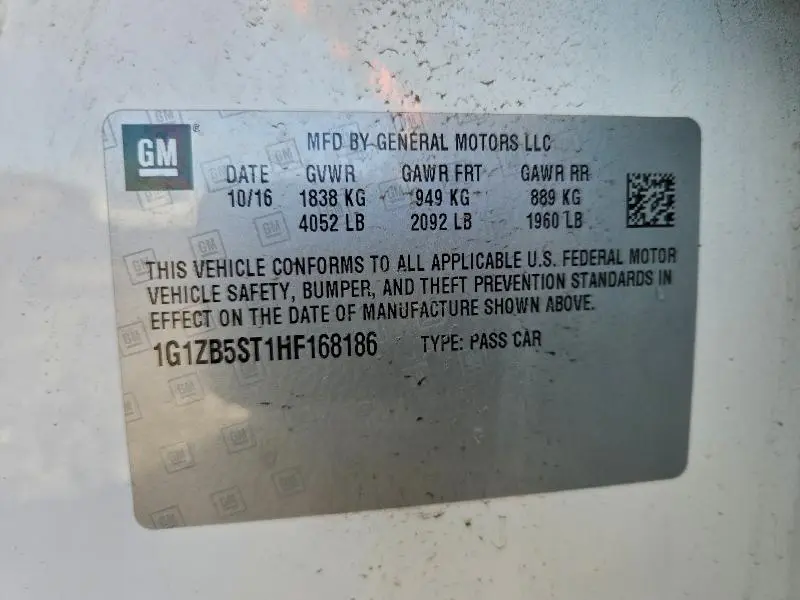 GM
MFD BY GENERAL MOTORS LLC
DATE GVWR GAWR FRT GAWR RR
10/16 1838 KG 949 KG 889 KG
4052 LB 2092 LB 1960 LB
THIS VEHICLE CONFORMS TO ALL APPLICABLE U.S. FEDERAL MOTOR
VEHICLE SAFETY, BUMPER, AND THEFT PREVENTION STANDARDS IN
EFFECT ON THE DATE OF MANUFACTURE SHOWN ABOVE.
1G1ZB5ST1HF168186 TYPE: PASS CAR